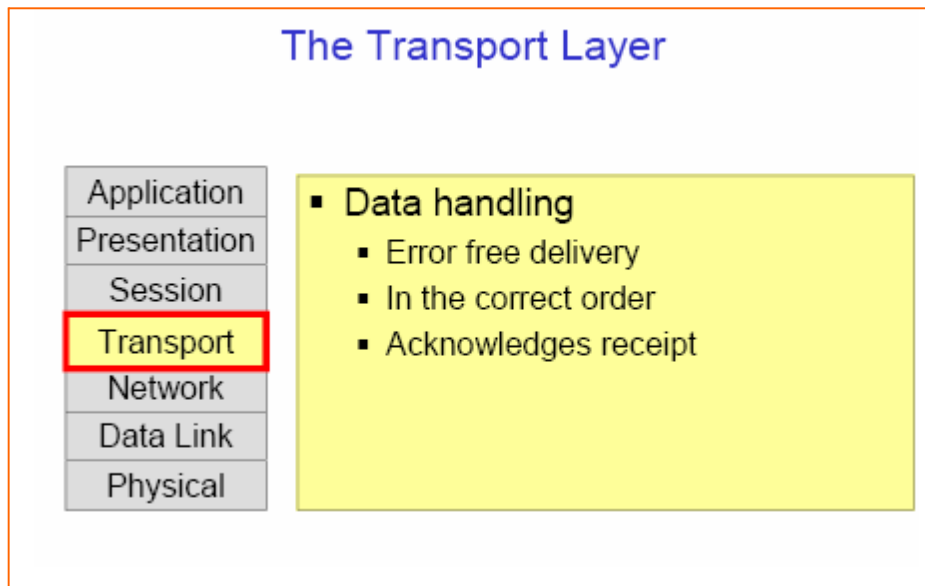 The Transport Layer
Application
Presentation
Session
Transport
Network
Data Link
Physical
▪ Data handling
▪ Error free delivery
▪ In the correct order
▪ Acknowledges receipt